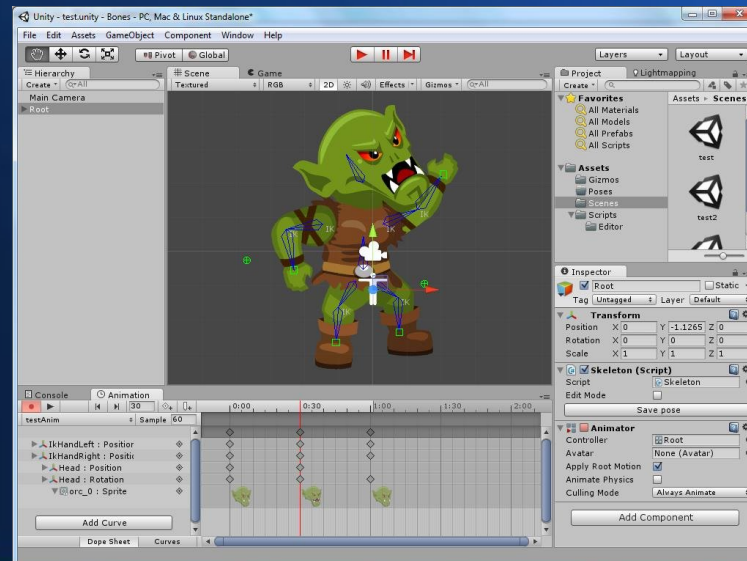 Unity - test.unity - Bones - PC, Mac & Linux Standalone*
File Edit Assets GameObject Component Window Help
Pivot Global
Layers Layout
Hierarchy
Create All
Main Camera
Root
Scene Game
Textured RGB 2D Effects Gizmos All
IK
IK
IK
IK
IK
Project Lightmapping
Create
Favorites
All Materials
All Models
All Prefabs
All Scripts
Assets
Gizmos
Poses
Scenes
Scripts
Editor
Assets Scenes
test
test2
Inspector
Root Static
Tag Untagged Layer Default
Transform
Position X 0 Y -1.1265 Z 0
Rotation X 0 Y 0 Z 0
Scale X 1 Y 1 Z 1
Skeleton (Script)
Script Skeleton
Edit Mode
Save pose
Animator
Controller Root
Avatar None (Avatar)
Apply Root Motion
Animate Physics
Culling Mode Always Animate
Add Component
Console Animation
30 0:00 0:30 1:00 1:30 2:00
testAnim Sample 60
IkHandLeft : Position
IkHandRight : Positi
Head : Position
Head : Rotation
orc_0 : Sprite
Add Curve
Dope Sheet Curves